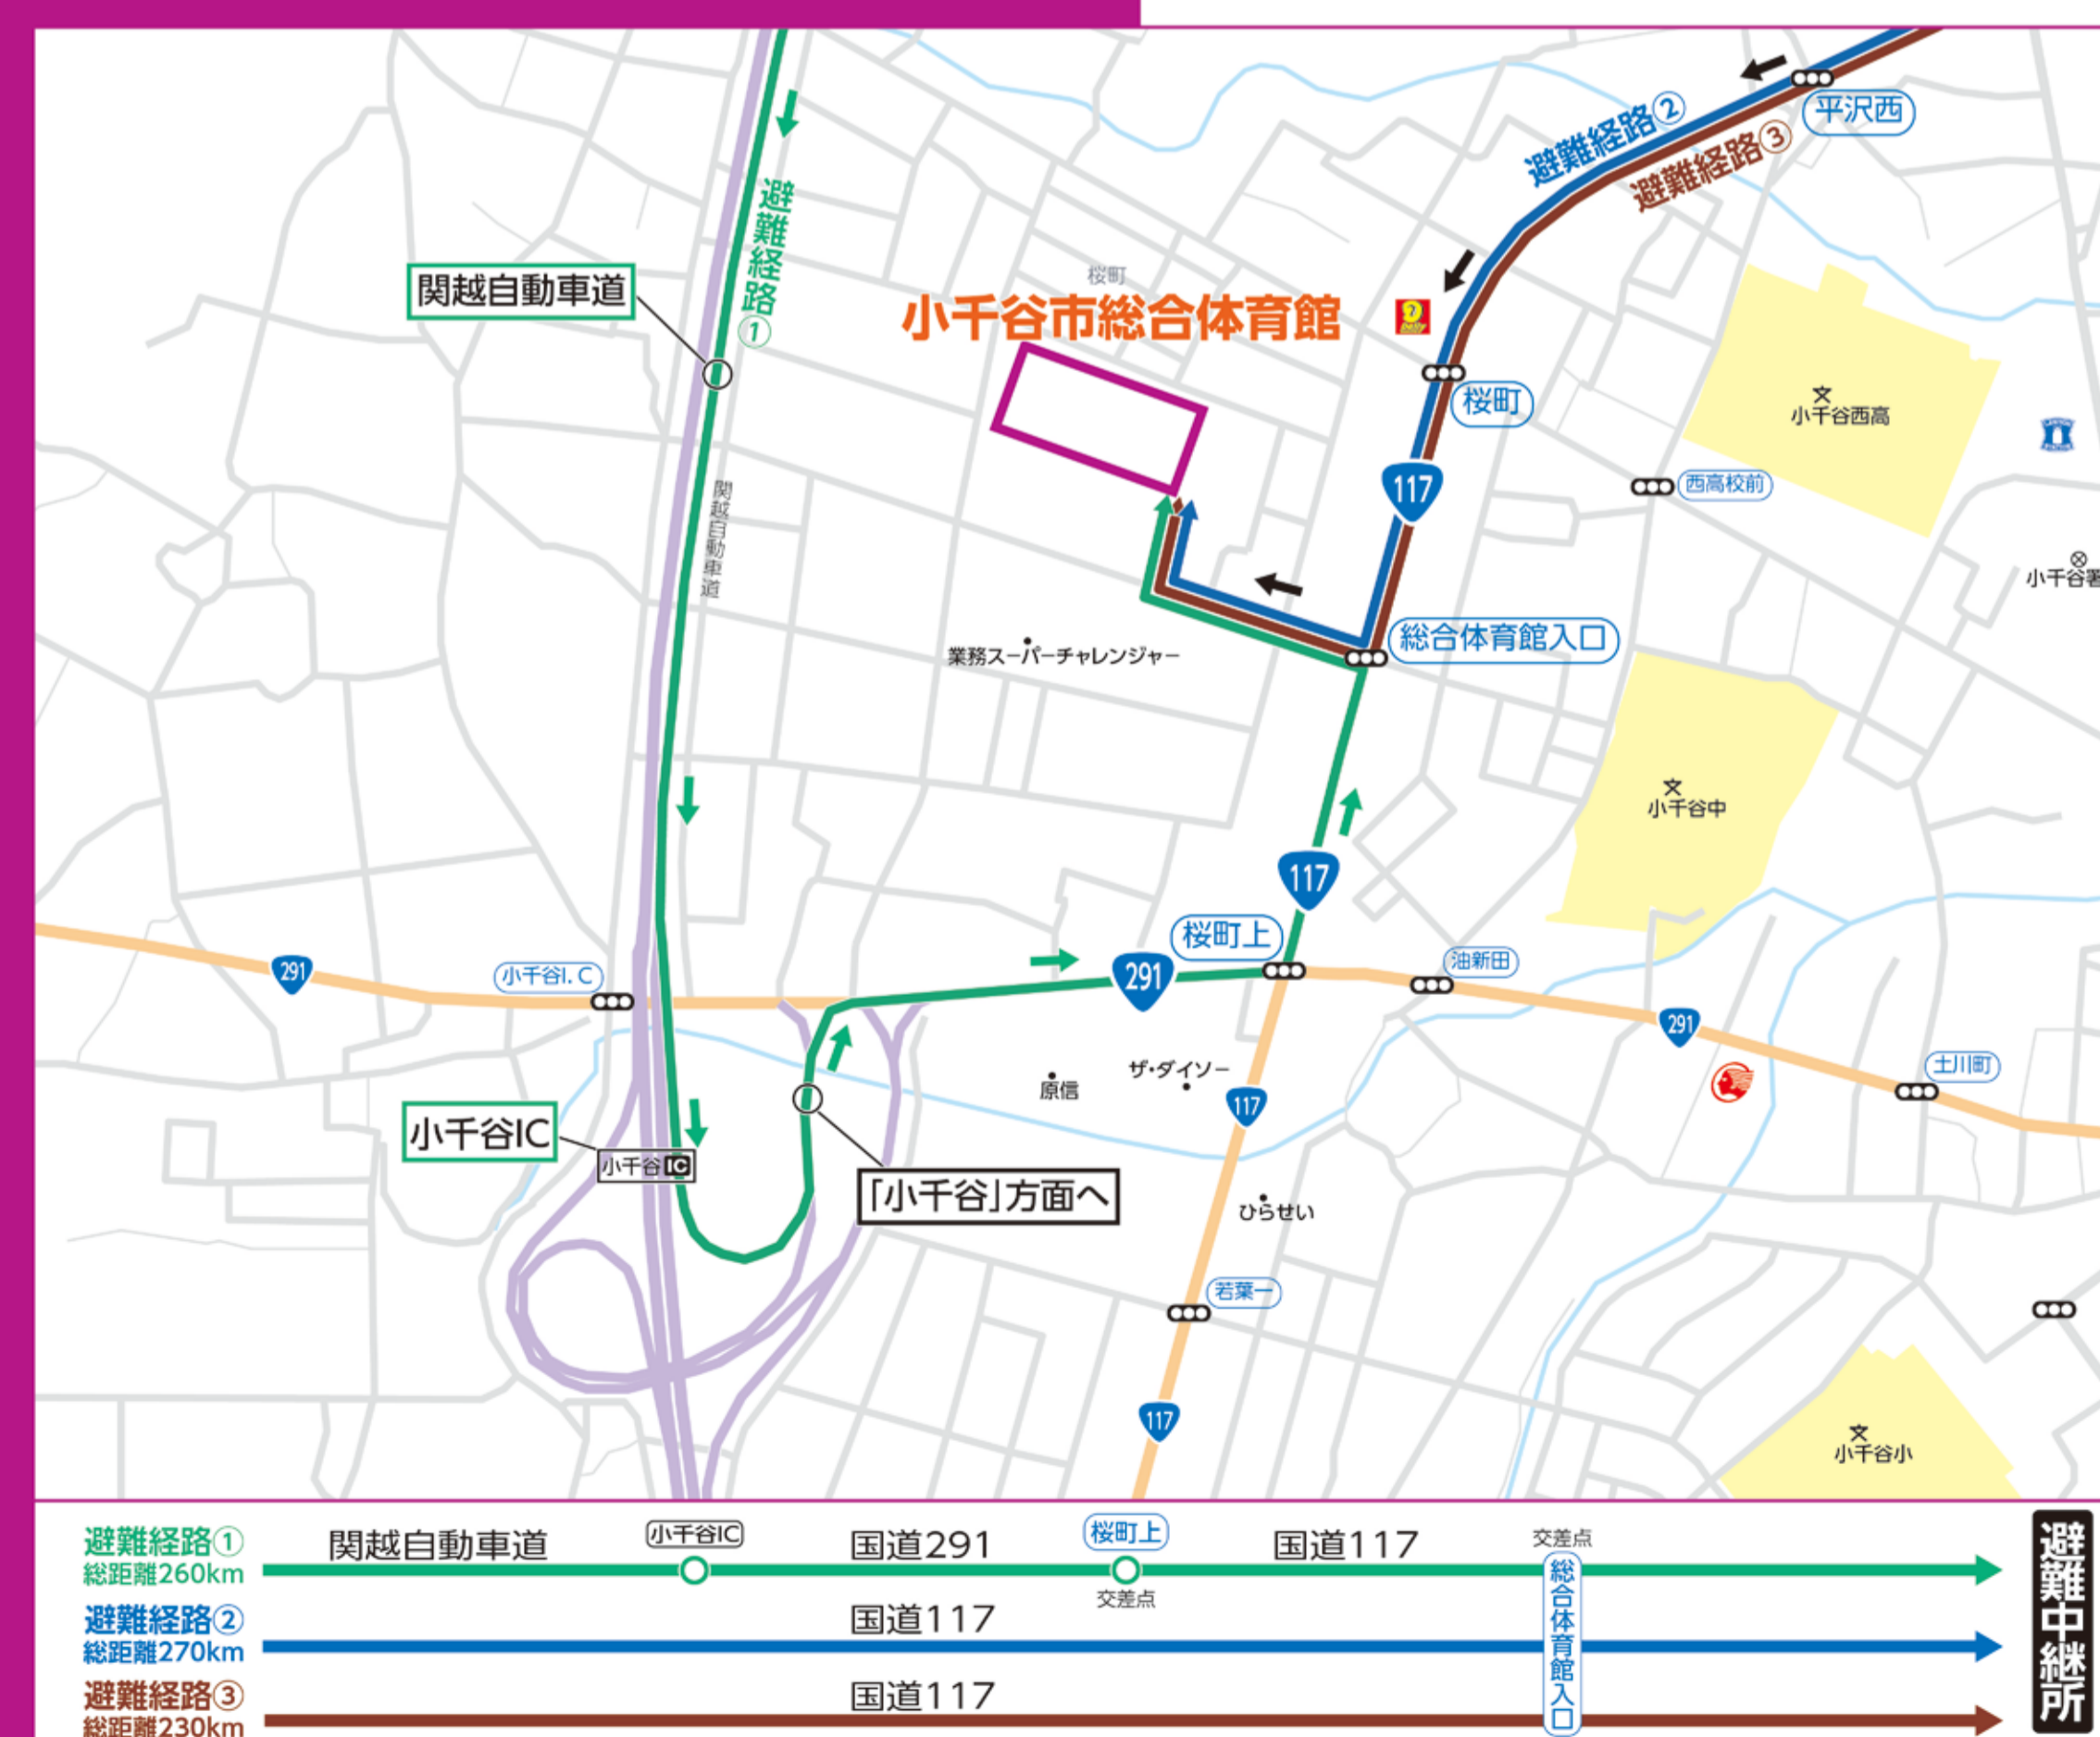 避難経路②
避難経路③
平沢西
避難経路①
関越自動車道
桜町
小千谷市総合体育館
桜町
117
小千谷西高
西高校前
小千谷署
関越自動車道
業務スーパーチャレンジャー
総合体育館入口
小千谷中
117
桜町上
291
小千谷I.C
291
油新田
291
土川町
ザ・ダイソー
原信
117
小千谷IC
小千谷IC
「小千谷」方面へ
ひらせい
若葉一
117
小千谷小
避難経路①
総距離260km
関越自動車道
小千谷IC
国道291
桜町上
交差点
国道117
交差点
総合体育館入口
避難経路②
総距離270km
国道117
避難経路③
総距離230km
国道117
避難中継所